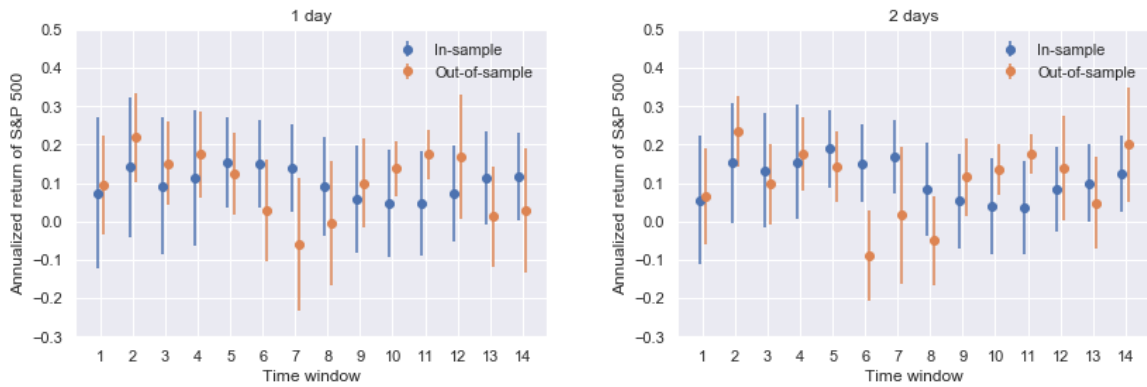 1 day
Annualized return of S&P 500
0.5
0.4
0.3
0.2
0.1
0.0
−0.1
−0.2
−0.3
In-sample
Out-of-sample
1 2 3 4 5 6 7 8 9 10 11 12 13 14
Time window
2 days
Annualized return of S&P 500
0.5
0.4
0.3
0.2
0.1
0.0
−0.1
−0.2
−0.3
In-sample
Out-of-sample
1 2 3 4 5 6 7 8 9 10 11 12 13 14
Time window